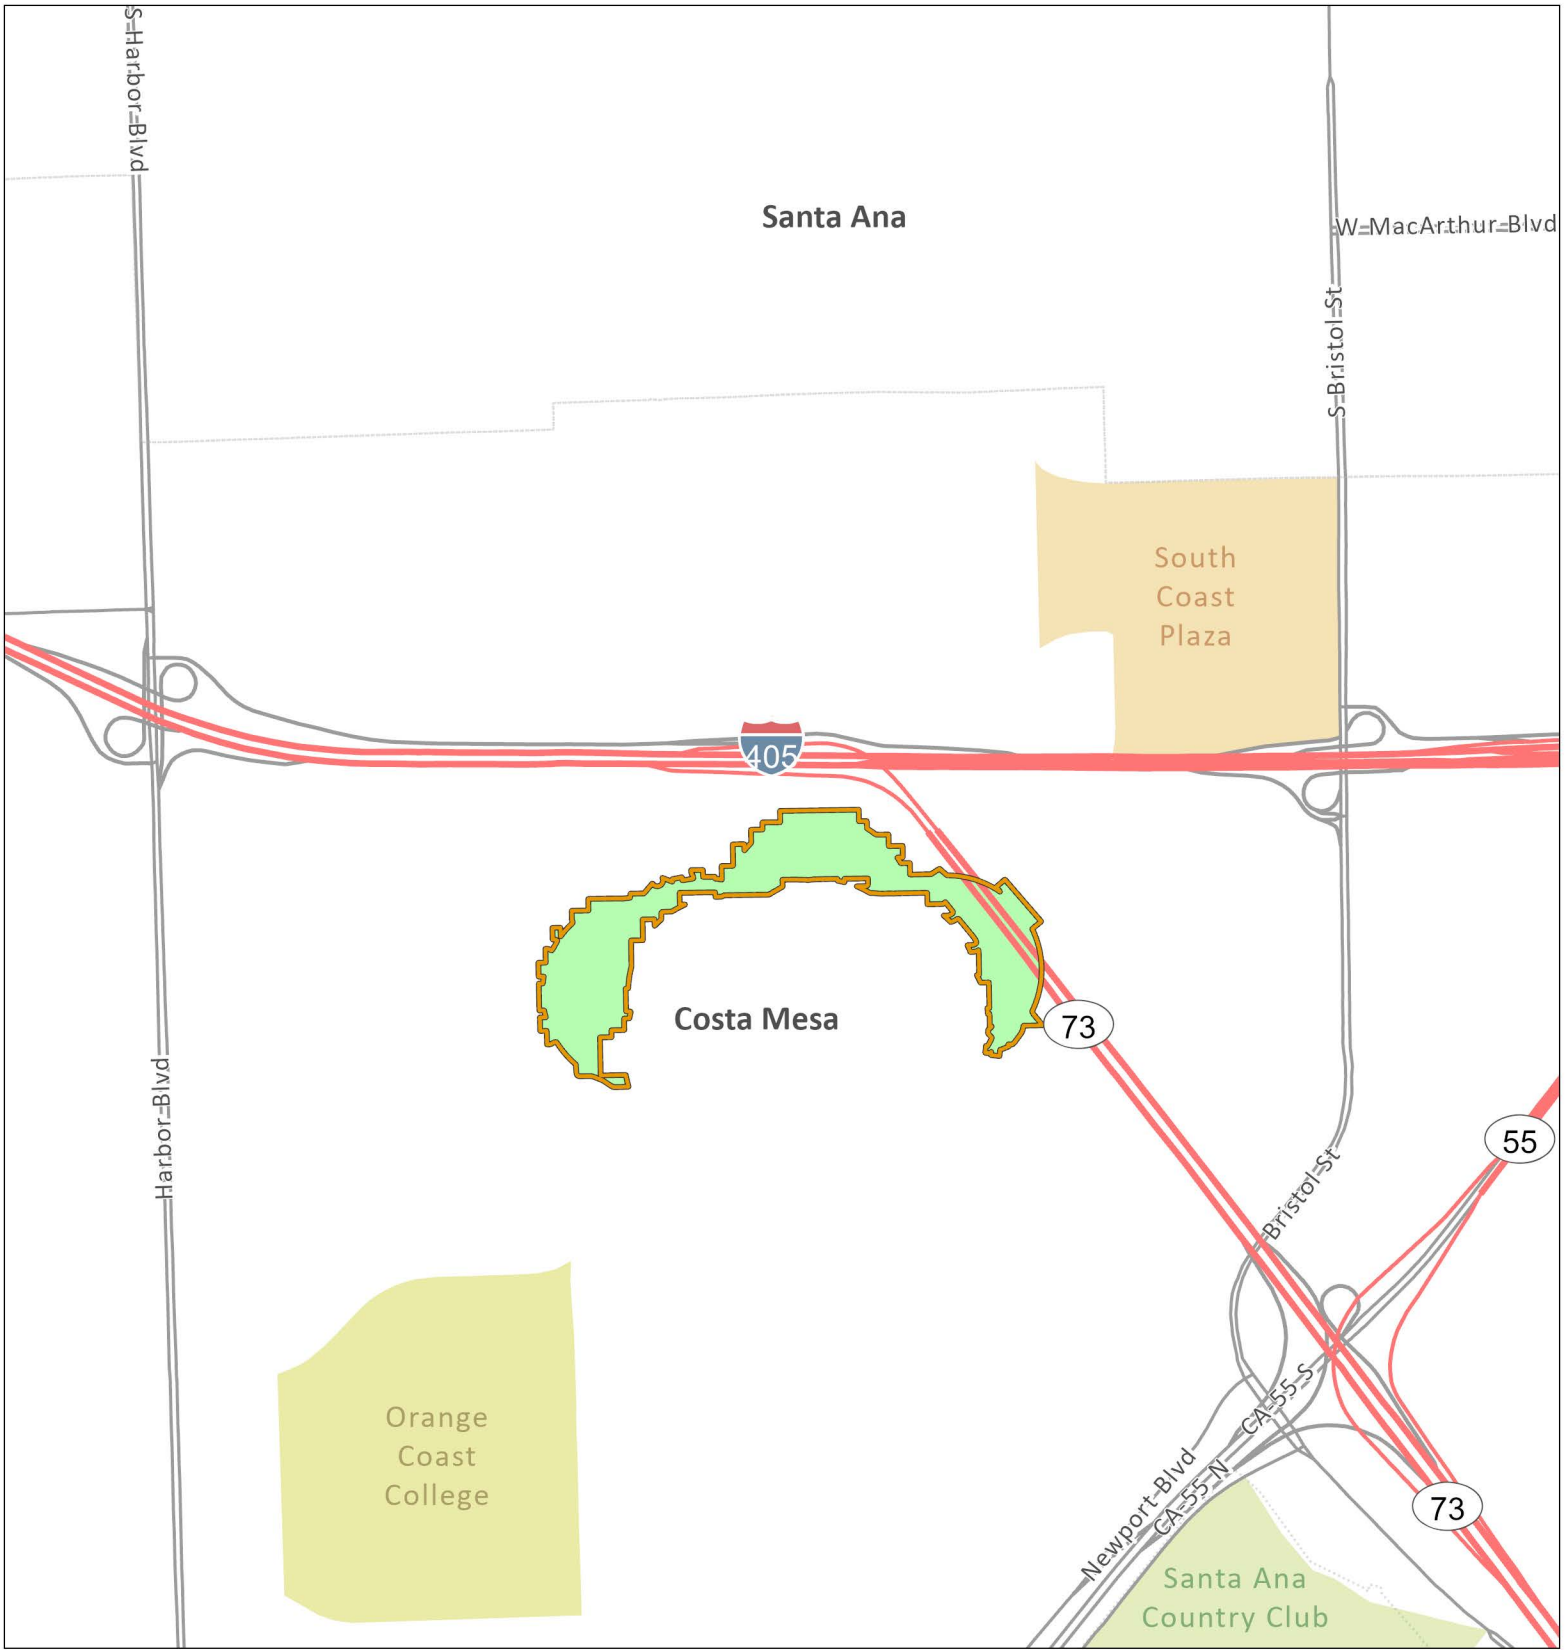 S Harbor Blvd
Santa Ana
W MacArthur Blvd
S Bristol St
South
Coast
Plaza
405
Costa Mesa
73
Harbor Blvd
55
Bristol St
Orange
Coast
College
CA-55 S
Newport Blvd
CA-55 N
73
Santa Ana
Country Club